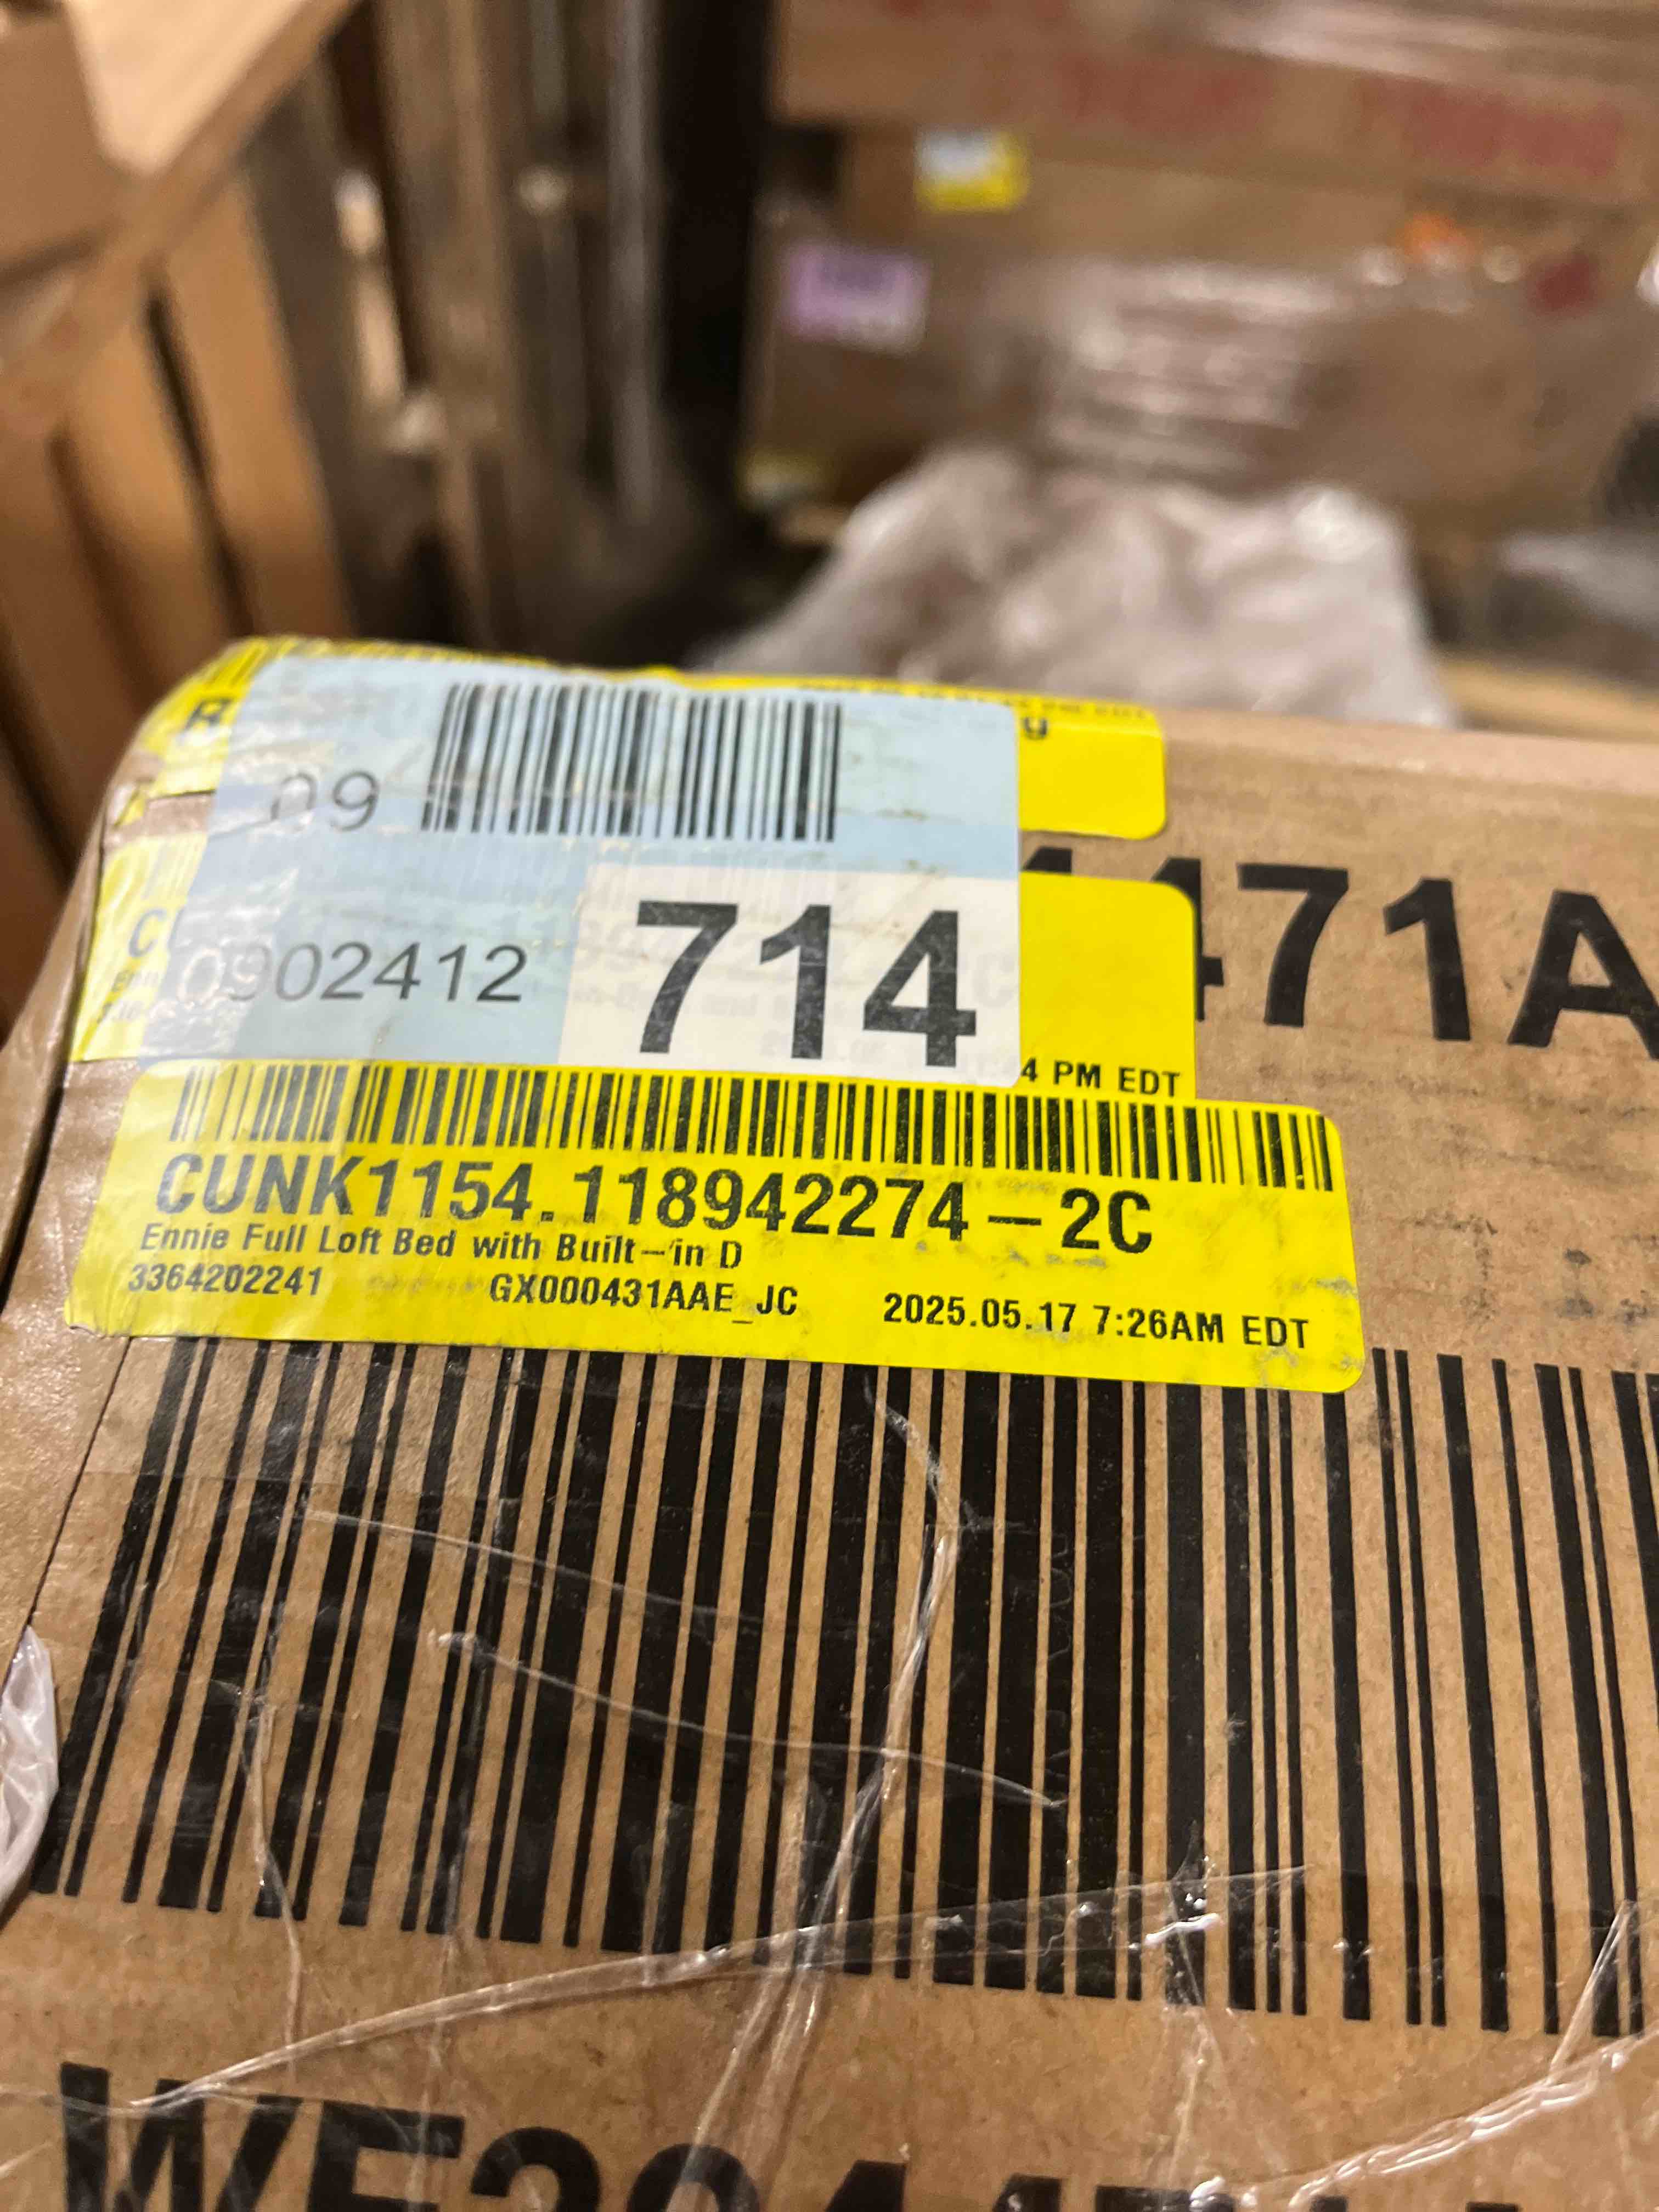 09
0902412
714
471A
4 PM EDT
CUNK1154.118942274-2C
Ennie Full Loft Bed with Built-in D
3364202241 GX000431AAE_JC 2025.05.17 7:26AM EDT